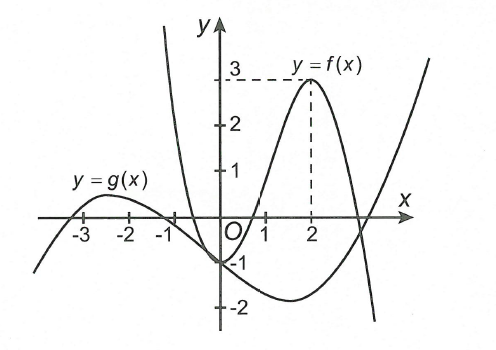 y
3
y = f(x)
2
1
y = g(x)
x
-3 -2 -1 O 1 2
-1
-2